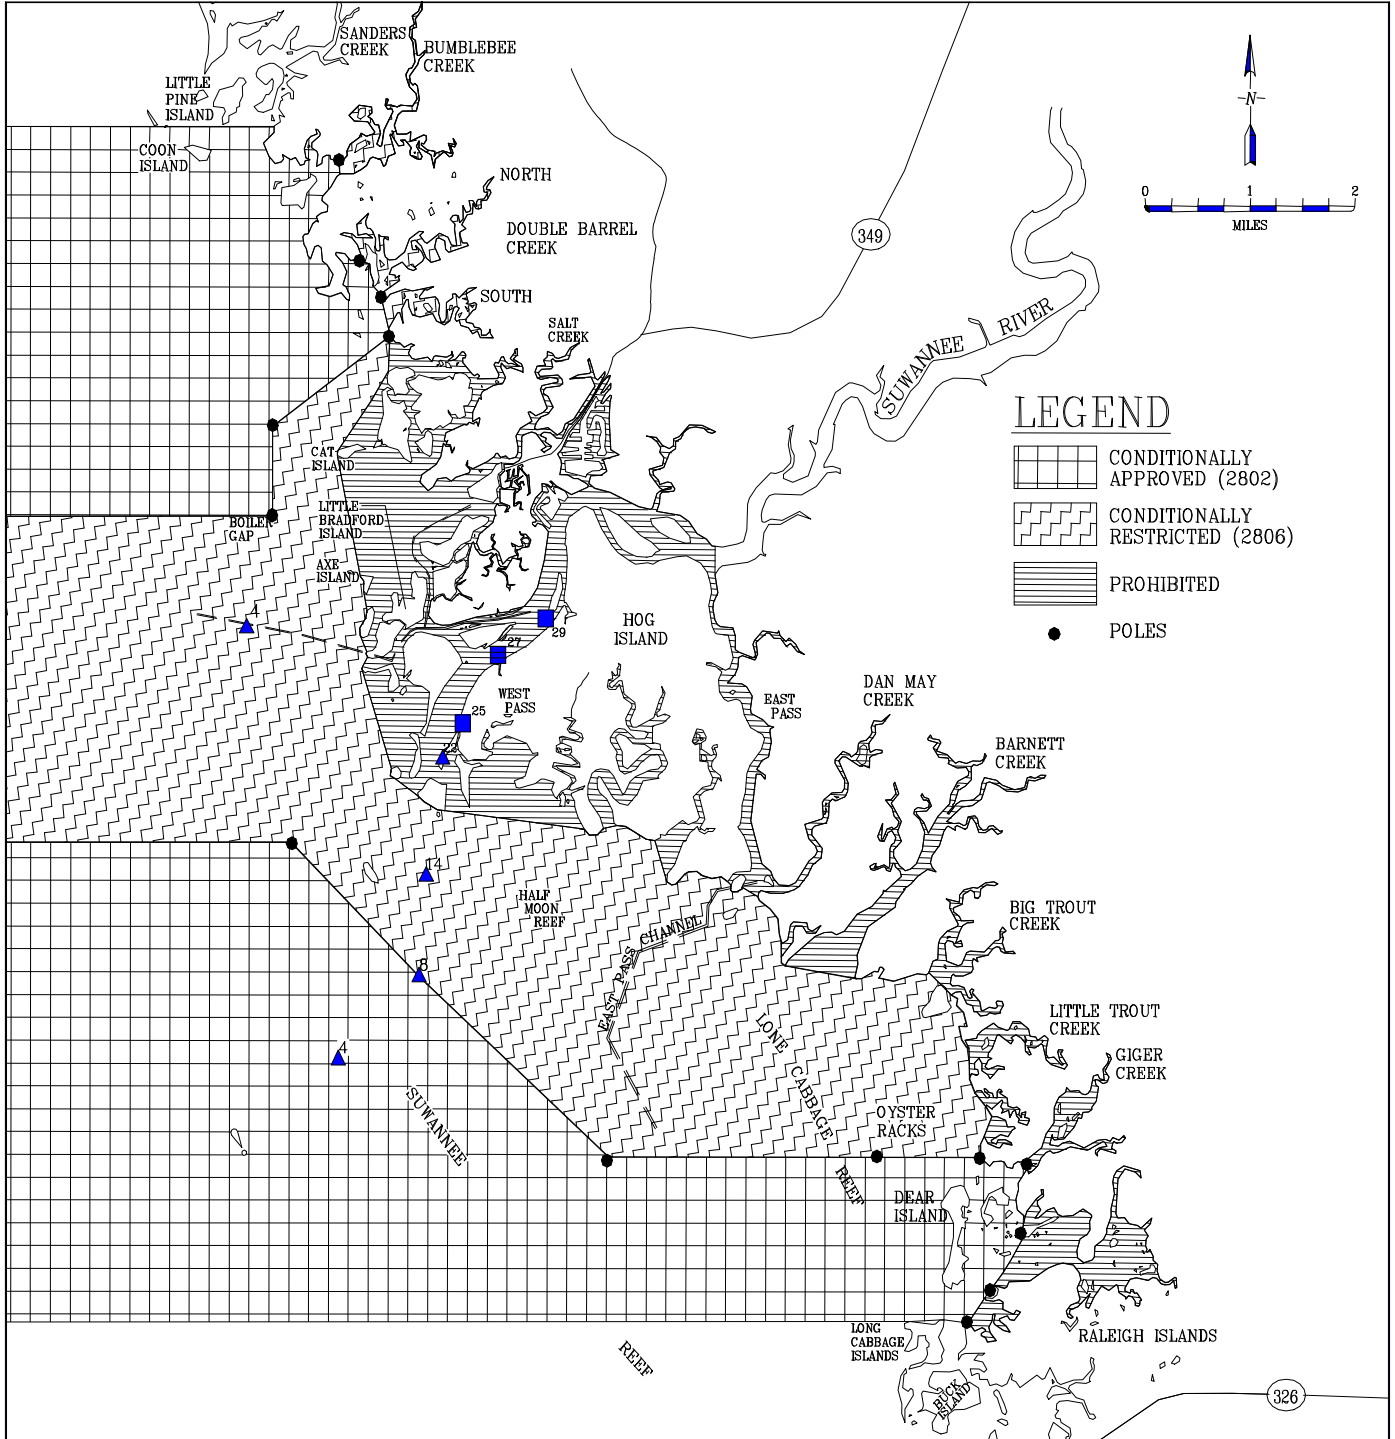 SANDERS
CREEK
BUMBLEBEE
CREEK
LITTLE
PINE
ISLAND
COON
ISLAND
N
0 1 2
MILES
NORTH
DOUBLE BARREL
CREEK
SOUTH
349
SALT
CREEK
SUWANNEE RIVER
LEGEND
CONDITIONALLY
APPROVED (2802)
CONDITIONALLY
RESTRICTED (2806)
PROHIBITED
POLES
CAT
ISLAND
LITTLE
BRADFORD
ISLAND
BOILER
GAP
AXE
ISLAND
4
29
27
25
23
HOG
ISLAND
WEST
PASS
EAST
PASS
DAN MAY
CREEK
BARNETT
CREEK
14
HALF
MOON
REEF
EAST PASS CHANNEL
BIG TROUT
CREEK
8
4
LITTLE TROUT
CREEK
GIGER
CREEK
LONE CABBAGE
REEF
OYSTER
RACKS
SUWANNEE
REEF
DEAR
ISLAND
LONG
CABBAGE
ISLANDS
RALEIGH ISLANDS
BUCK
ISLAND
326